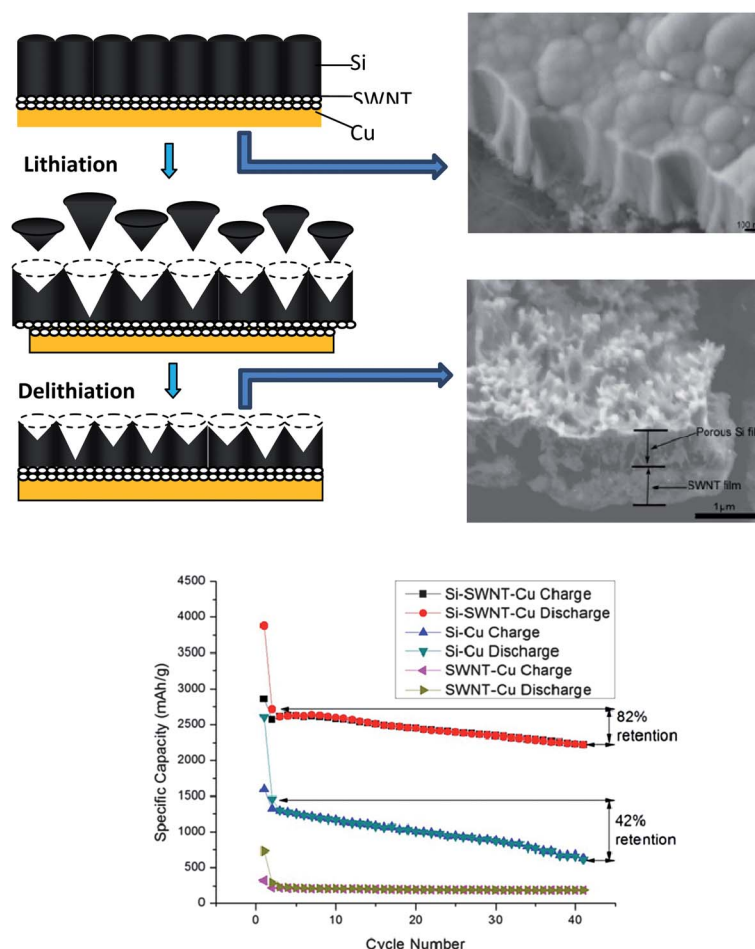 Si
SWNT
Cu
Lithiation
Delithiation
Porous Si fil
SWNT film
1μm
Specific Capacity (mAh/g)
4500
4000
3500
3000
2500
2000
1500
1000
500
0
Si-SWNT-Cu Charge
Si-SWNT-Cu Discharge
Si-Cu Charge
Si-Cu Discharge
SWNT-Cu Charge
SWNT-Cu Discharge
82%
retention
42%
retention
0
10
20
30
40
Cycle Number